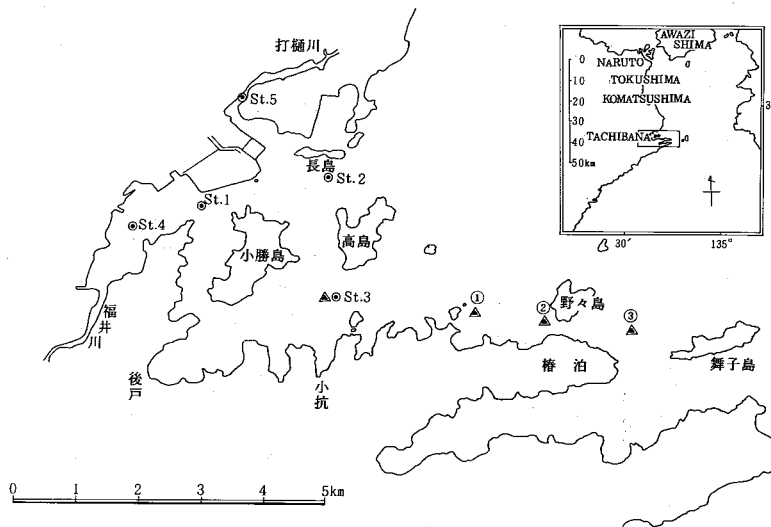 打樋川
St.5
長島
St.2
St.1
St.4
小勝島
高島
St.3
福井川
後戸
小抗
①
②
③
野々島
椿泊
舞子島
0 1 2 3 4 5km
AWAZI
SHIMA
0
NARUTO
10
TOKUSHIMA
20
KOMATSUSHIMA
30
TACHIBANA
40
50km
30′
135°
3